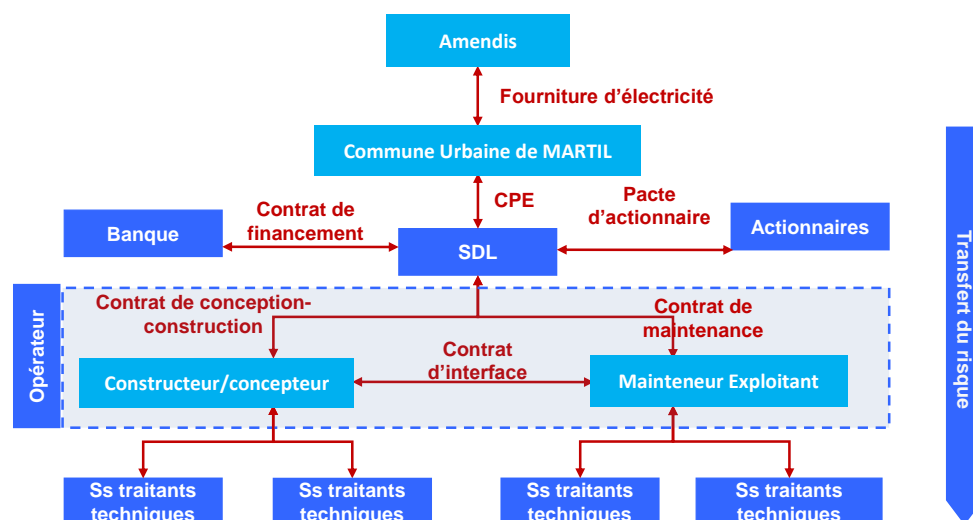 Amendis
Fourniture d'électricité
Commune Urbaine de MARTIL
CPE
Contrat de
financement
Pacte
d'actionnaire
Banque
SDL
Actionnaires
Transfert du risque
Opérateur
Contrat de conception-
construction
Contrat de
maintenance
Contrat
d'interface
Constructeur/concepteur
Mainteneur Exploitant
Ss traitants
techniques
Ss traitants
techniques
Ss traitants
techniques
Ss traitants
techniques